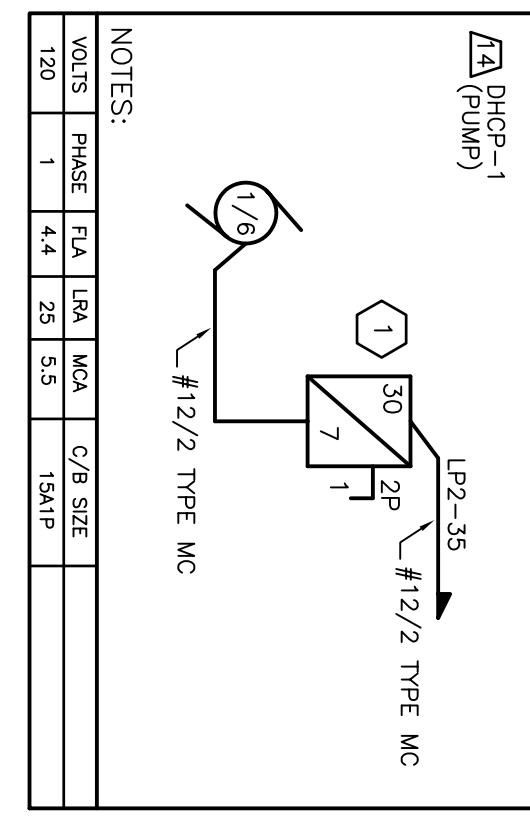 14 DHCP-1
(PUMP)
LP2-35
#12/2 TYPE MC
30
7
2P
1
1
1/6
#12/2 TYPE MC
NOTES:
VOLTS PHASE FLA LRA MCA C/B SIZE
120 1 4.4 25 5.5 15A1P